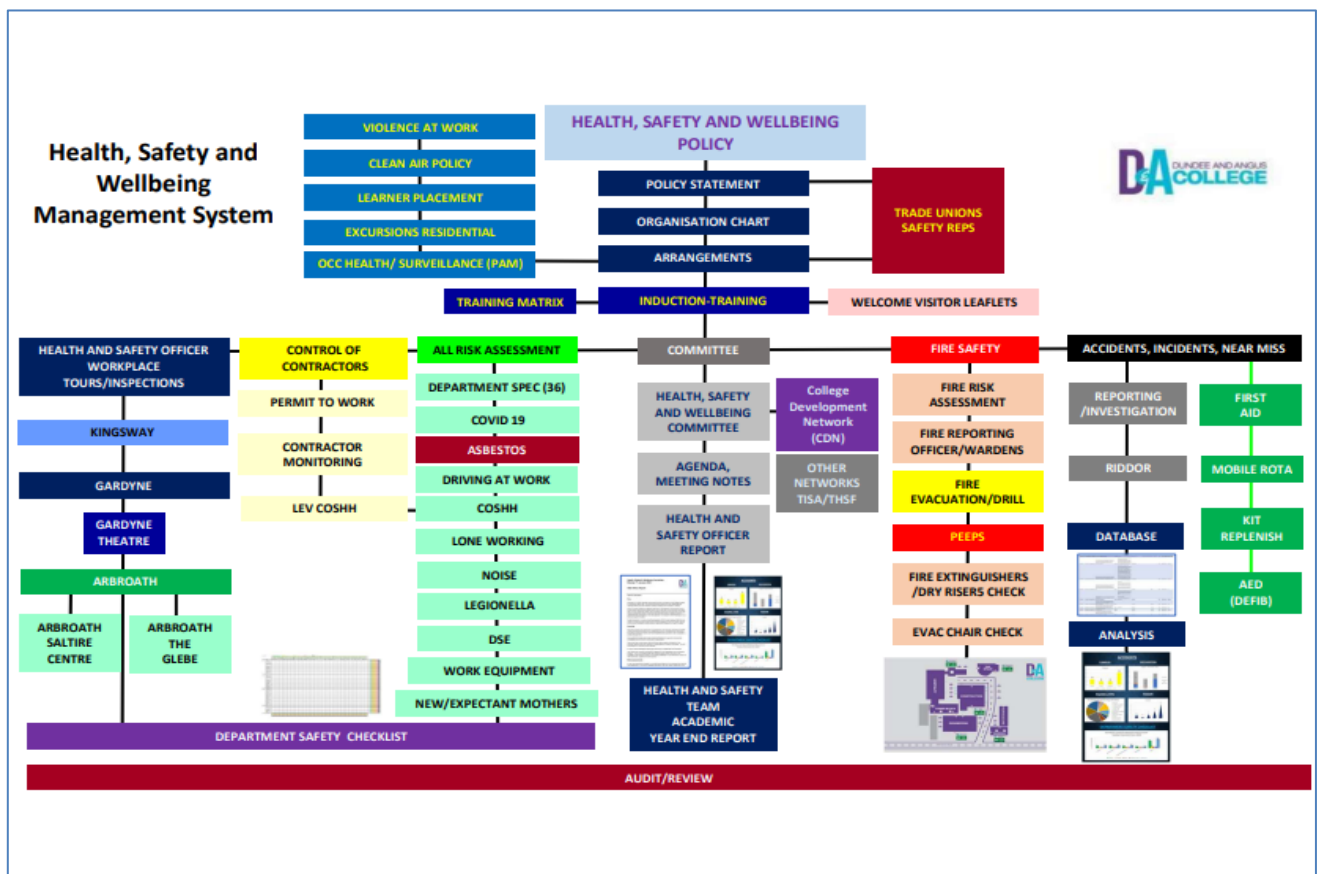 Health, Safety and
Wellbeing
Management System
VIOLENCE AT WORK
CLEAN AIR POLICY
LEARNER PLACEMENT
EXCURSIONS RESIDENTIAL
OCC HEALTH/ SURVEILLANCE (PAM)
HEALTH, SAFETY AND WELLBEING
POLICY
POLICY STATEMENT
ORGANISATION CHART
ARRANGEMENTS
TRADE UNIONS
SAFETY REPS
D&A
DUNDEE AND ANGUS
COLLEGE
TRAINING MATRIX
INDUCTION-TRAINING
WELCOME VISITOR LEAFLETS
HEALTH AND SAFETY OFFICER
WORKPLACE
TOURS/INSPECTIONS
KINGSWAY
GARDYNE
GARDYNE
THEATRE
ARBROATH
ARBROATH
SALTIRE
CENTRE
ARBROATH
THE
GLEBE
CONTROL OF
CONTRACTORS
PERMIT TO WORK
CONTRACTOR
MONITORING
LEV COSHH
ALL RISK ASSESSMENT
DEPARTMENT SPEC (36)
COVID 19
ASBESTOS
DRIVING AT WORK
COSHH
LONE WORKING
NOISE
LEGIONELLA
DSE
WORK EQUIPMENT
NEW/EXPECTANT MOTHERS
DEPARTMENT SAFETY CHECKLIST
COMMITTEE
HEALTH, SAFETY
AND WELLBEING
COMMITTEE
AGENDA,
MEETING NOTES
HEALTH AND
SAFETY OFFICER
REPORT
HEALTH AND SAFETY
TEAM
ACADEMIC
YEAR END REPORT
College
Development
Network
(CDN)
OTHER
NETWORKS
TISA/THSF
FIRE SAFETY
FIRE RISK
ASSESSMENT
FIRE REPORTING
OFFICER/WARDENS
FIRE
EVACUATION/DRILL
PEEPS
FIRE EXTINGUISHERS
/DRY RISERS CHECK
EVAC CHAIR CHECK
D&A
COLLEGE
ACCIDENTS, INCIDENTS, NEAR MISS
REPORTING
/INVESTIGATION
RIDDOR
DATABASE
ANALYSIS
FIRST
AID
MOBILE ROTA
KIT
REPLENISH
AED
(DEFIB)
AUDIT/REVIEW